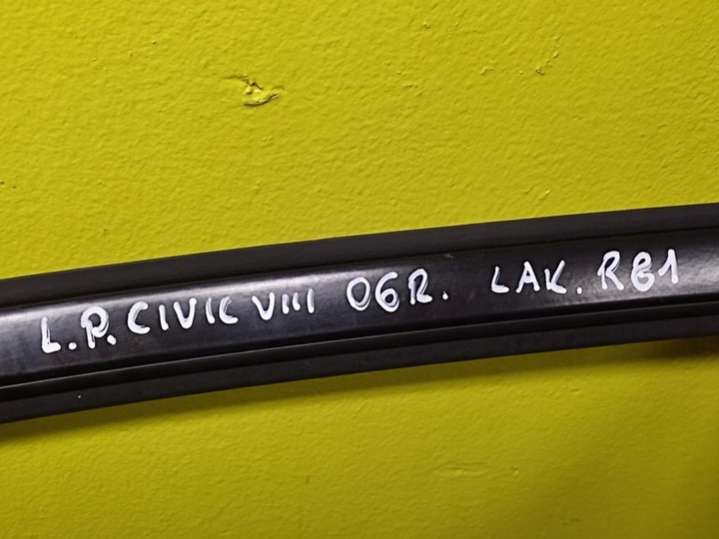 L.P. CIVIC VIII 06R. LAK. R81